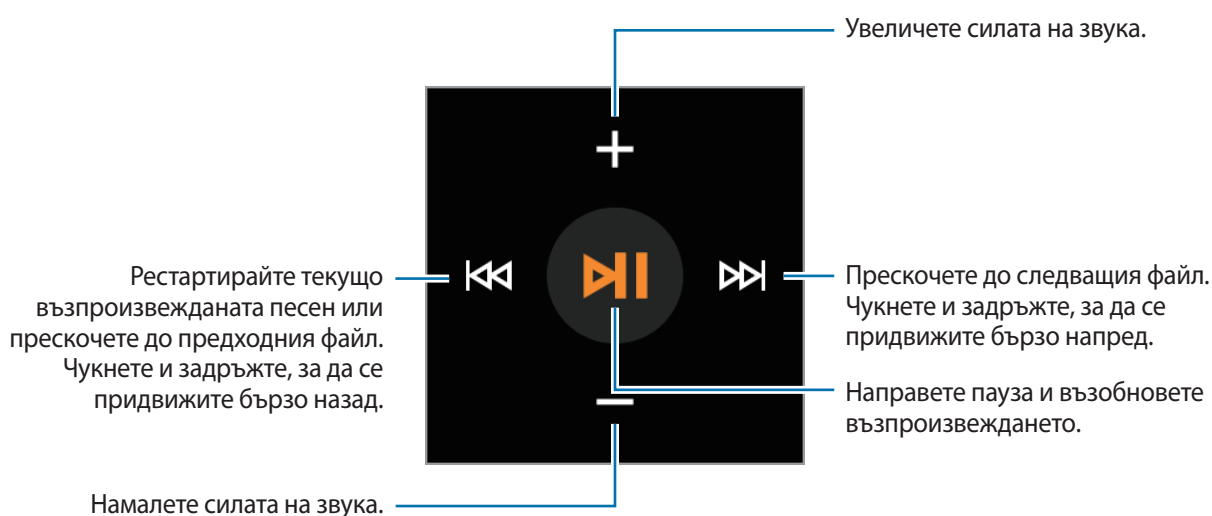 Увеличете силата на звука.
Рестартирайте текущо
възпроизвежданата песен или
прескочете до предходния файл.
Чукнете и задръжте, за да се
придвижите бързо назад.
Прескочете до следващия файл.
Чукнете и задръжте, за да се
придвижите бързо напред.
Направете пауза и възобновете
възпроизвеждането.
Намалете силата на звука.